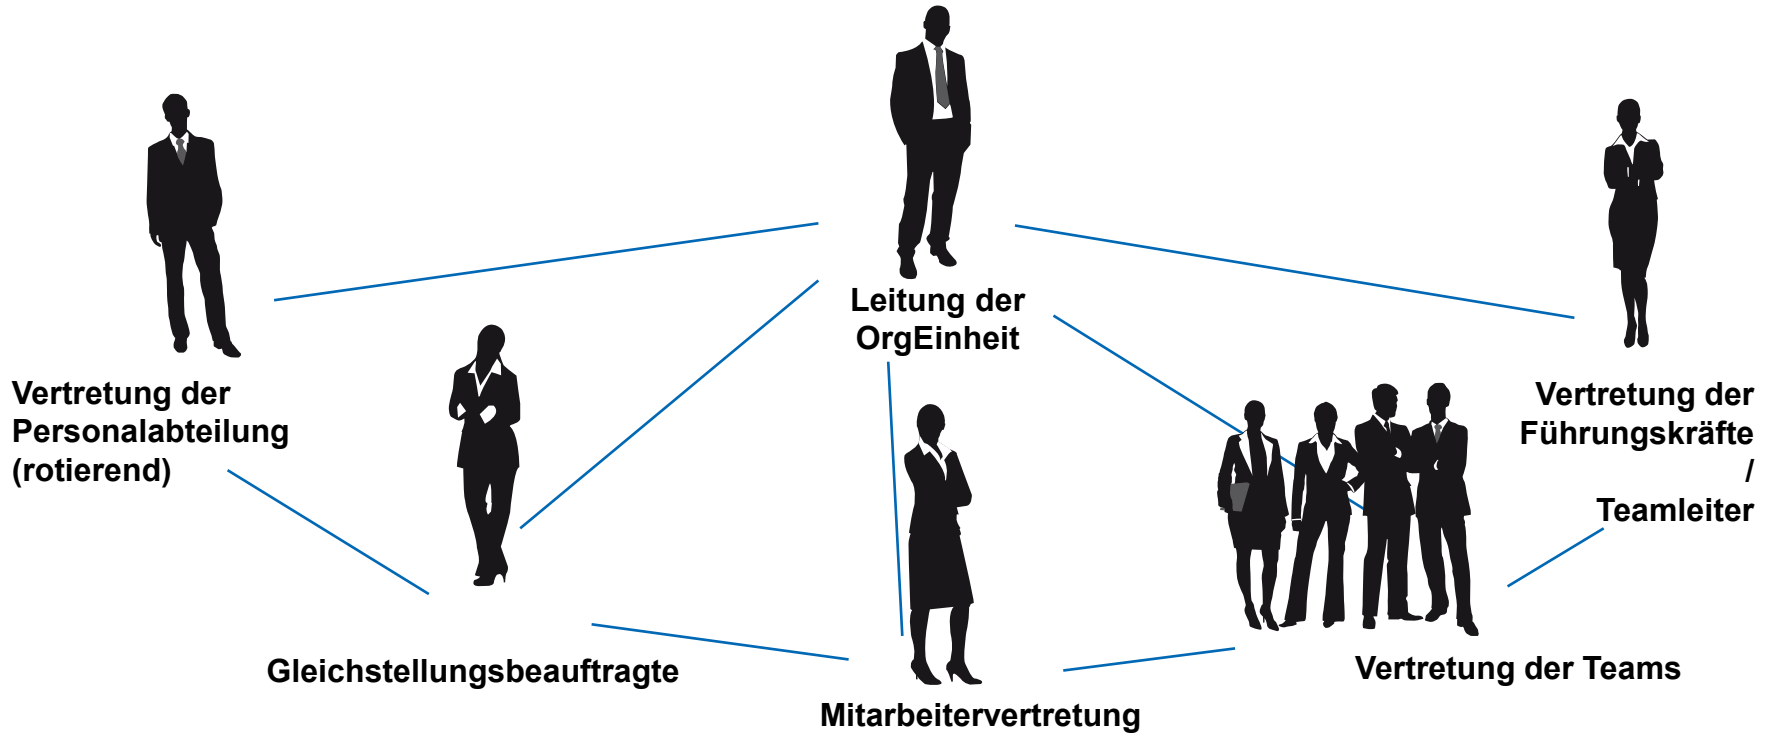 Leitung der
OrgEinheit
Vertretung der
Personalabteilung
(rotierend)
Vertretung der
Führungskräfte
/
Teamleiter
Gleichstellungsbeauftragte
Vertretung der Teams
Mitarbeitervertretung